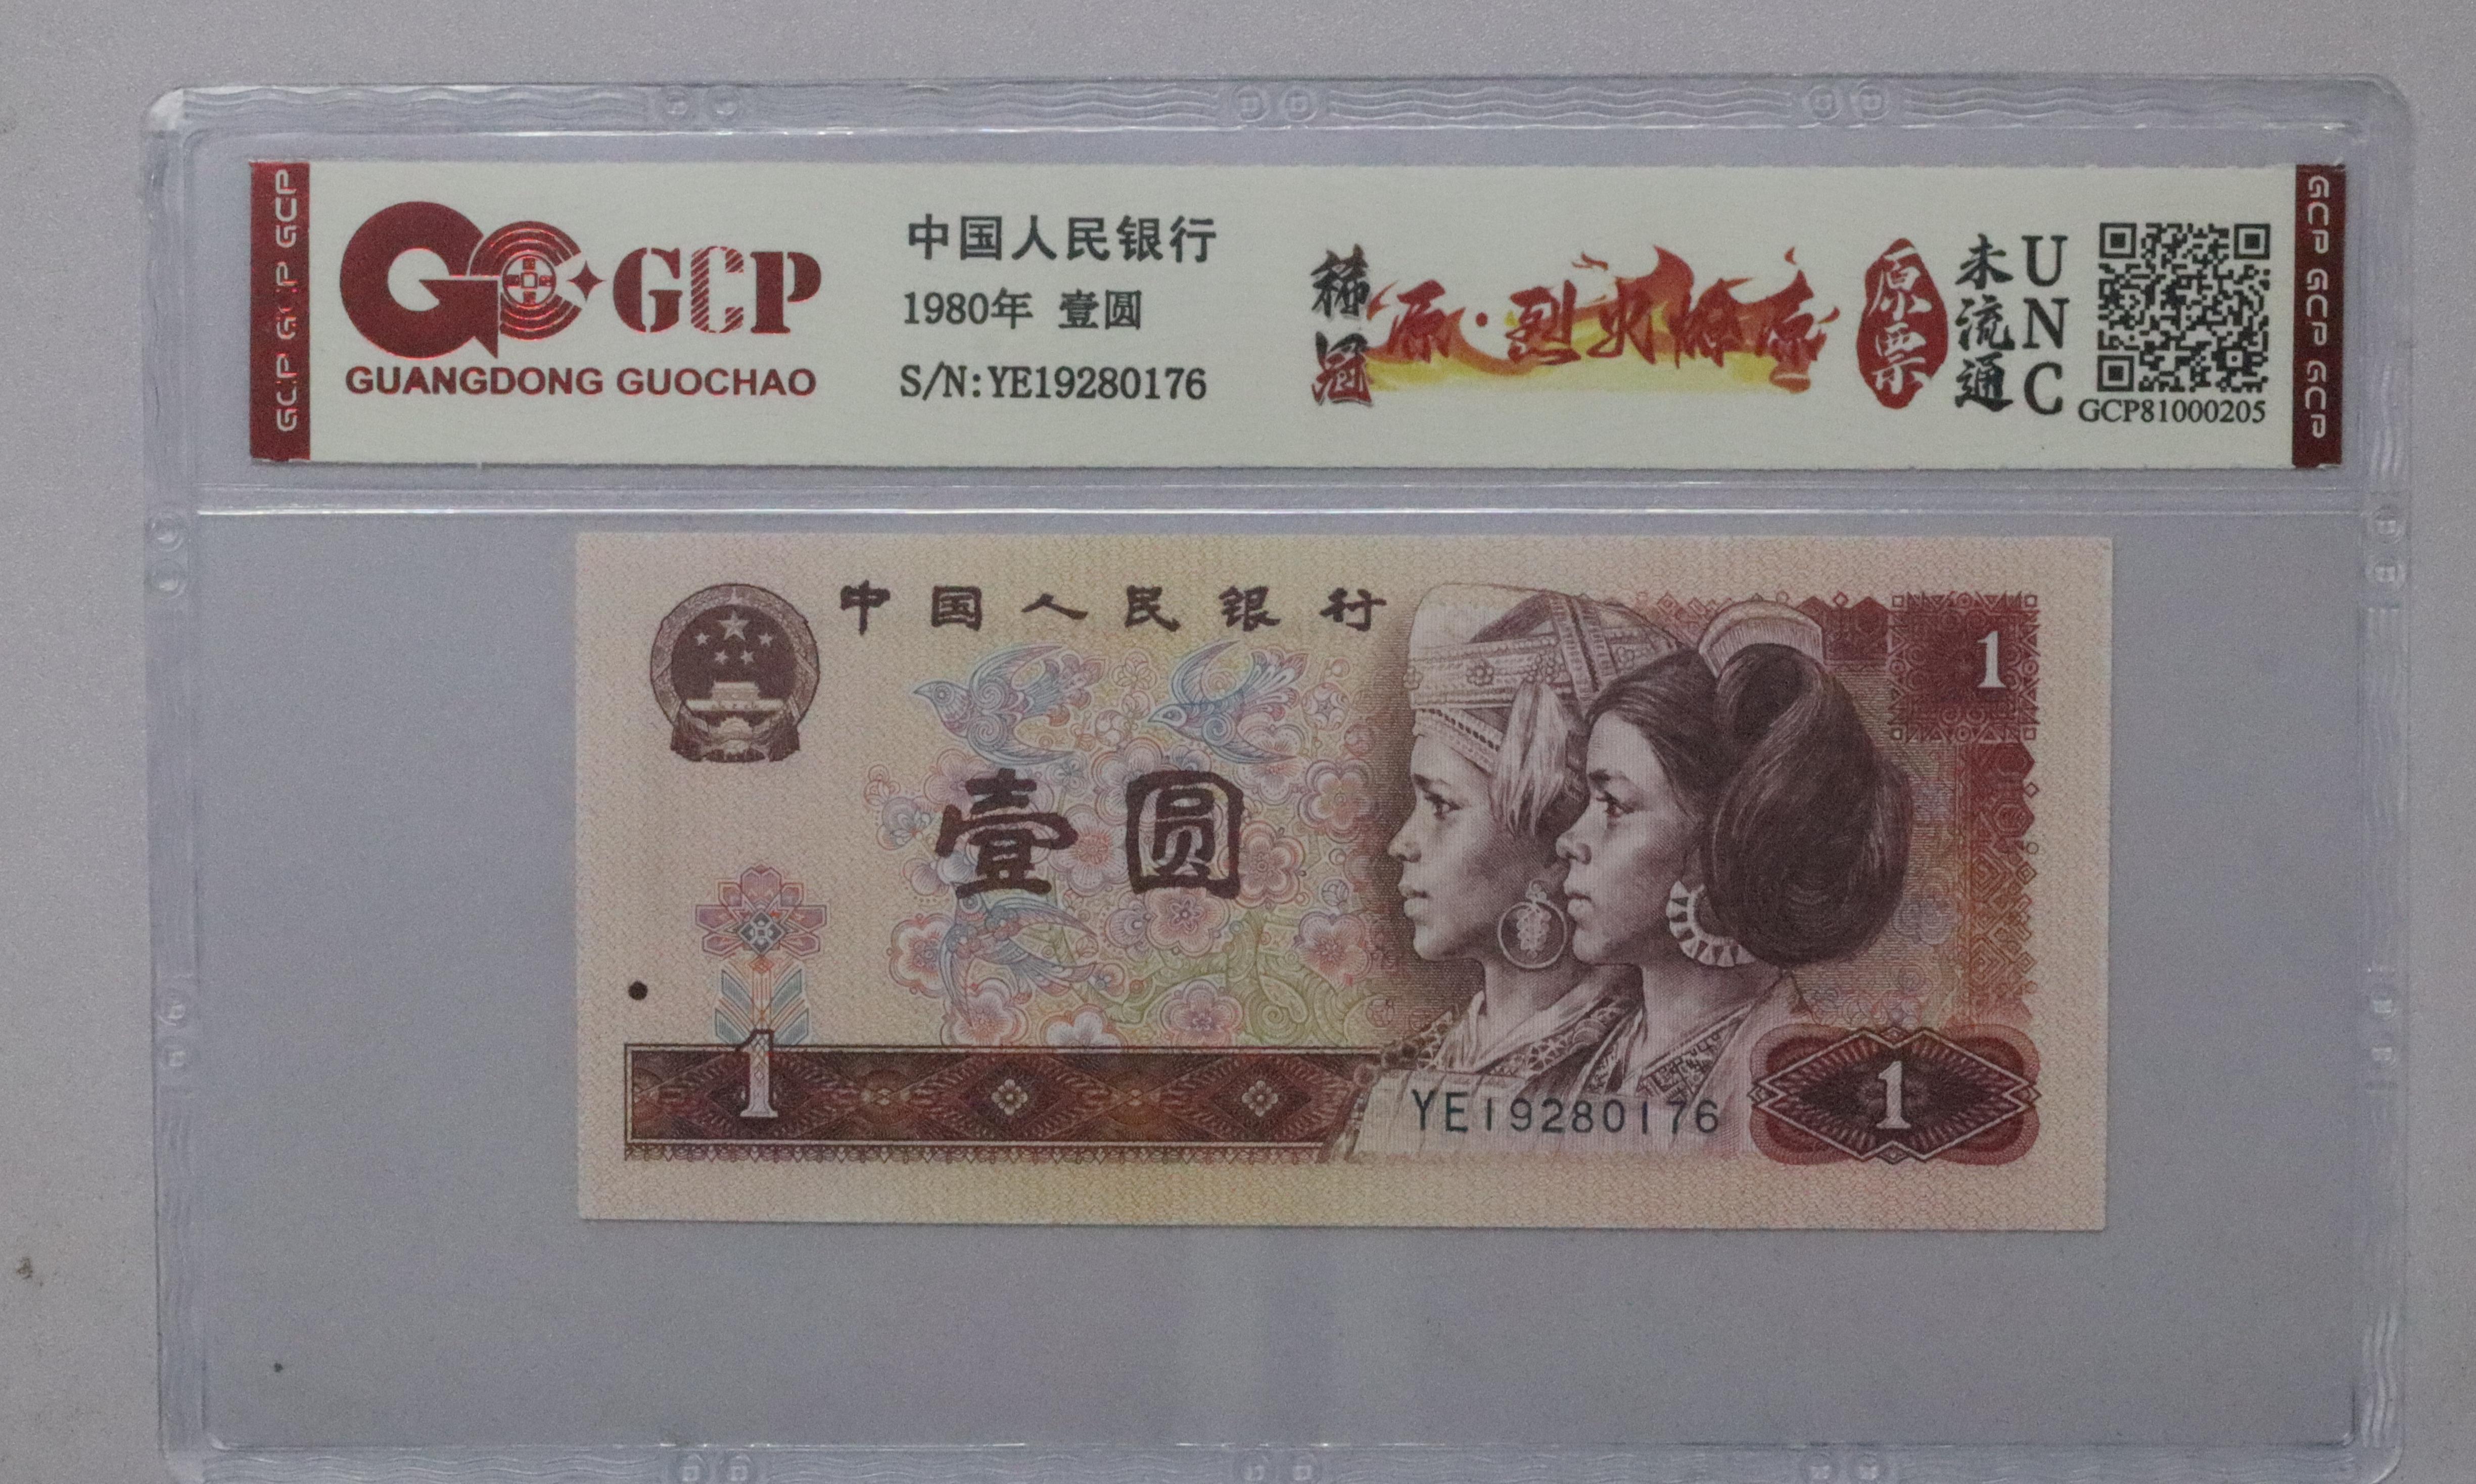 GCP GCP GCP
GCP
GUANGDONG GUOCHAO
中国人民银行
1980年 壹圆
S/N:YE19280176
稀冠
原·烈火燎原
原票
未流通
UNC
GCP81000205
GCP GCP GCP
中国人民银行
1
壹圆
1
YE19280176
1